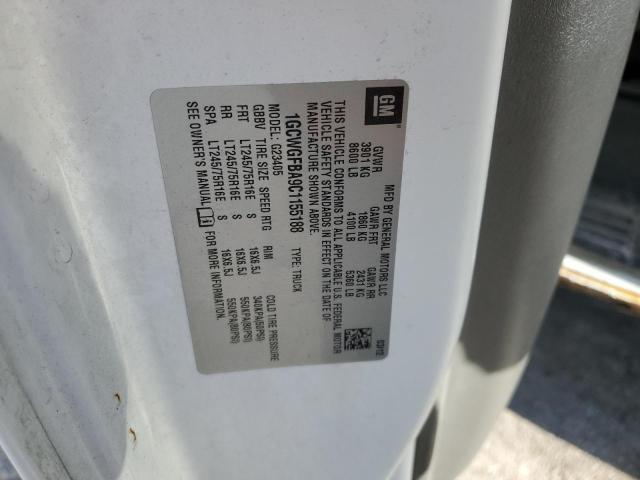 GM
MFD BY GENERAL MOTORS LLC
GVWR GAWR FRT GAWR RR
3901 KG 1860 KG 2431 KG
8600 LB 4100 LB 5360 LB
03/12
THIS VEHICLE CONFORMS TO ALL APPLICABLE U.S. FEDERAL MOTOR
VEHICLE SAFETY STANDARDS IN EFFECT ON THE DATE OF
MANUFACTURE SHOWN ABOVE.
1GCWGFBA9C1155188 TYPE: TRUCK
MODEL: G23405
GBBV TIRE SIZE SPEED RTG RIM COLD TIRE PRESSURE
FRT LT245/75R16E S 16X6.5J 340KPA(50PSI)
RR LT245/75R16E S 16X6.5J 550KPA(80PSI)
SPA LT245/75R16E S 16X6.5J 550KPA(80PSI)
SEE OWNER'S MANUAL FOR MORE INFORMATION.